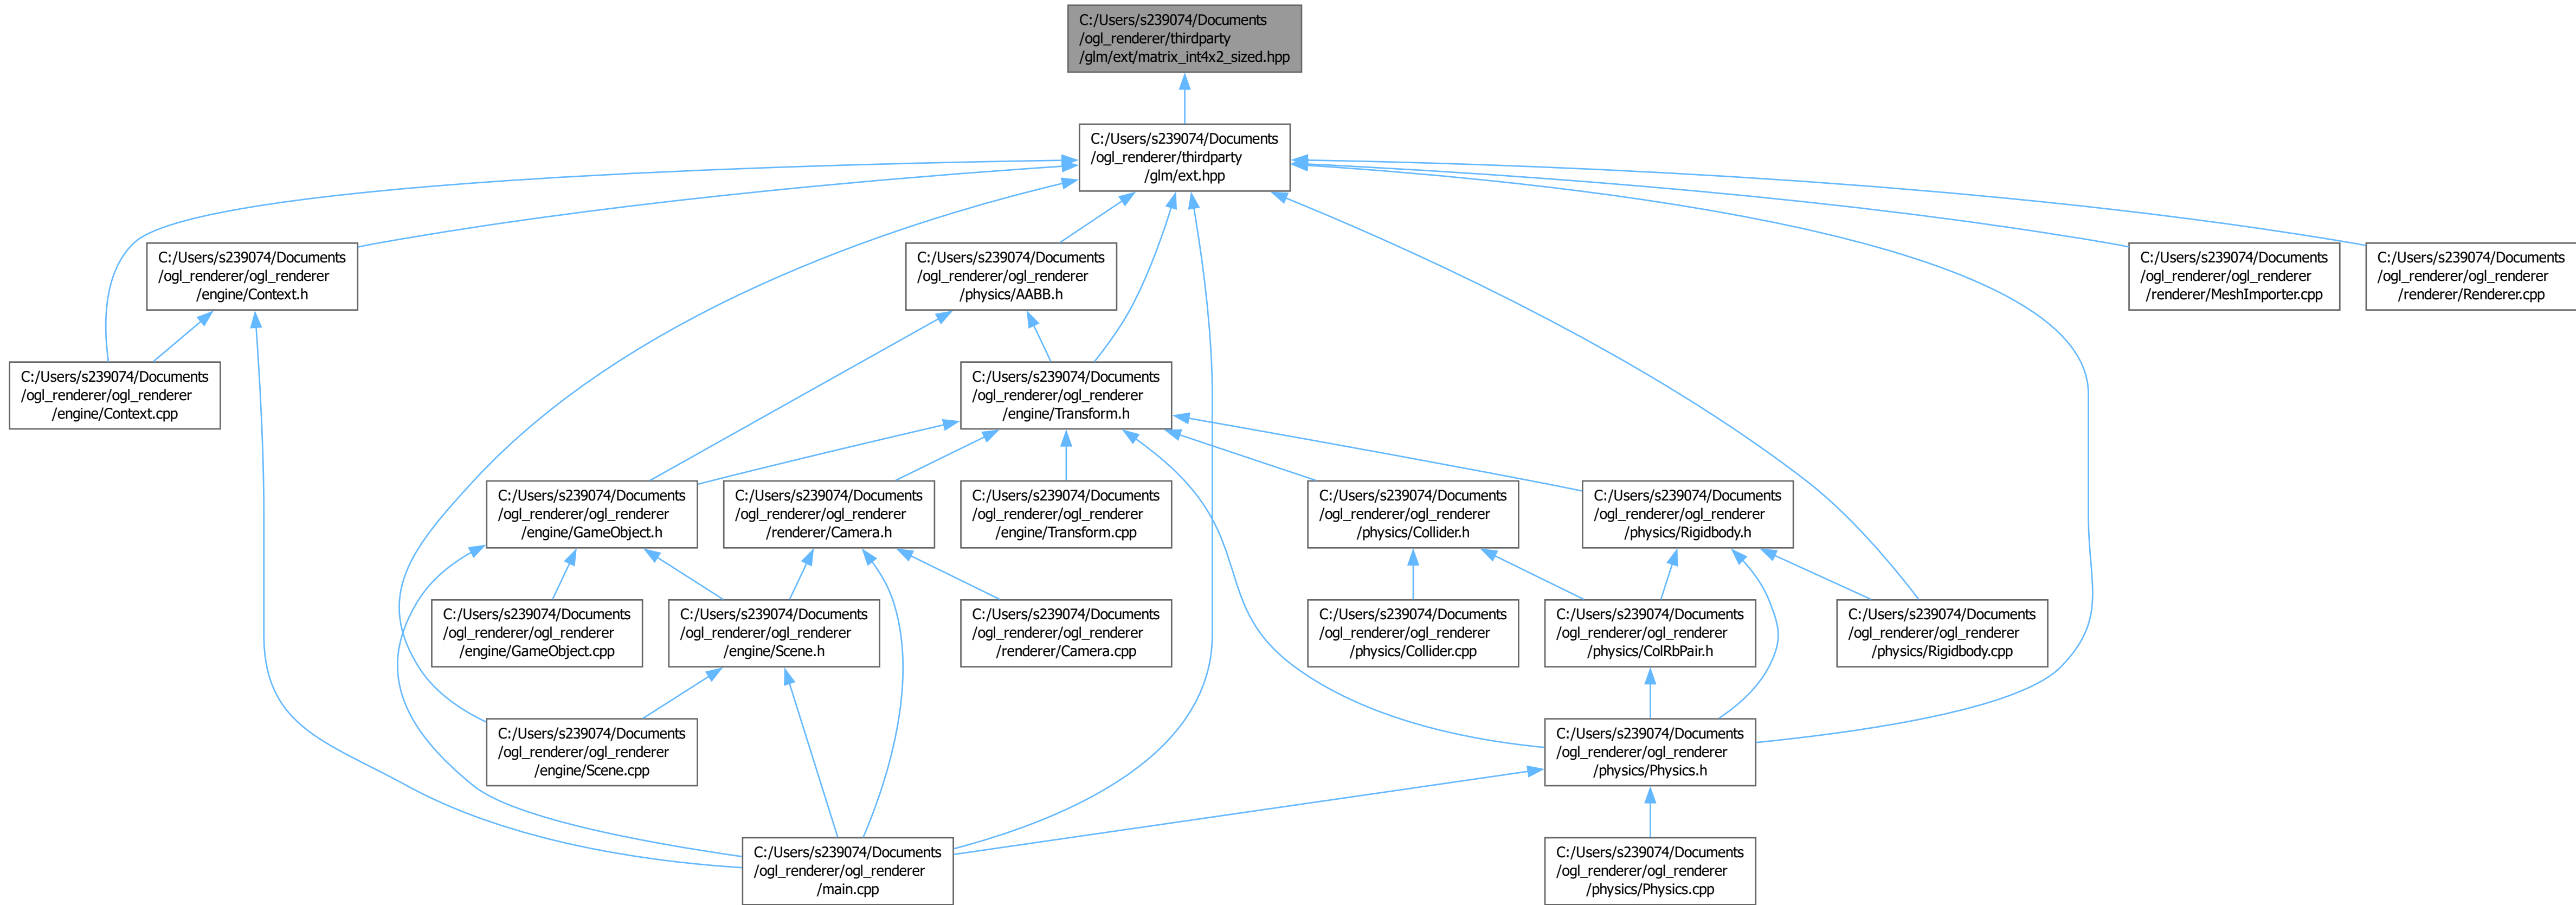 C:/Users/s239074/Documents
/ogl_renderer/thirdparty
/glm/ext/matrix_int4x2_sized.hpp
C:/Users/s239074/Documents
/ogl_renderer/thirdparty
/glm/ext.hpp
C:/Users/s239074/Documents
/ogl_renderer/ogl_renderer
/engine/Context.h
C:/Users/s239074/Documents
/ogl_renderer/ogl_renderer
/physics/AABB.h
C:/Users/s239074/Documents
/ogl_renderer/ogl_renderer
/renderer/MeshImporter.cpp
C:/Users/s239074/Documents
/ogl_renderer/ogl_renderer
/renderer/Renderer.cpp
C:/Users/s239074/Documents
/ogl_renderer/ogl_renderer
/engine/Context.cpp
C:/Users/s239074/Documents
/ogl_renderer/ogl_renderer
/engine/Transform.h
C:/Users/s239074/Documents
/ogl_renderer/ogl_renderer
/engine/GameObject.h
C:/Users/s239074/Documents
/ogl_renderer/ogl_renderer
/renderer/Camera.h
C:/Users/s239074/Documents
/ogl_renderer/ogl_renderer
/engine/Transform.cpp
C:/Users/s239074/Documents
/ogl_renderer/ogl_renderer
/physics/Collider.h
C:/Users/s239074/Documents
/ogl_renderer/ogl_renderer
/physics/Rigidbody.h
C:/Users/s239074/Documents
/ogl_renderer/ogl_renderer
/engine/GameObject.cpp
C:/Users/s239074/Documents
/ogl_renderer/ogl_renderer
/engine/Scene.h
C:/Users/s239074/Documents
/ogl_renderer/ogl_renderer
/renderer/Camera.cpp
C:/Users/s239074/Documents
/ogl_renderer/ogl_renderer
/physics/Collider.cpp
C:/Users/s239074/Documents
/ogl_renderer/ogl_renderer
/physics/ColRbPair.h
C:/Users/s239074/Documents
/ogl_renderer/ogl_renderer
/physics/Rigidbody.cpp
C:/Users/s239074/Documents
/ogl_renderer/ogl_renderer
/engine/Scene.cpp
C:/Users/s239074/Documents
/ogl_renderer/ogl_renderer
/physics/Physics.h
C:/Users/s239074/Documents
/ogl_renderer/ogl_renderer
/main.cpp
C:/Users/s239074/Documents
/ogl_renderer/ogl_renderer
/physics/Physics.cpp